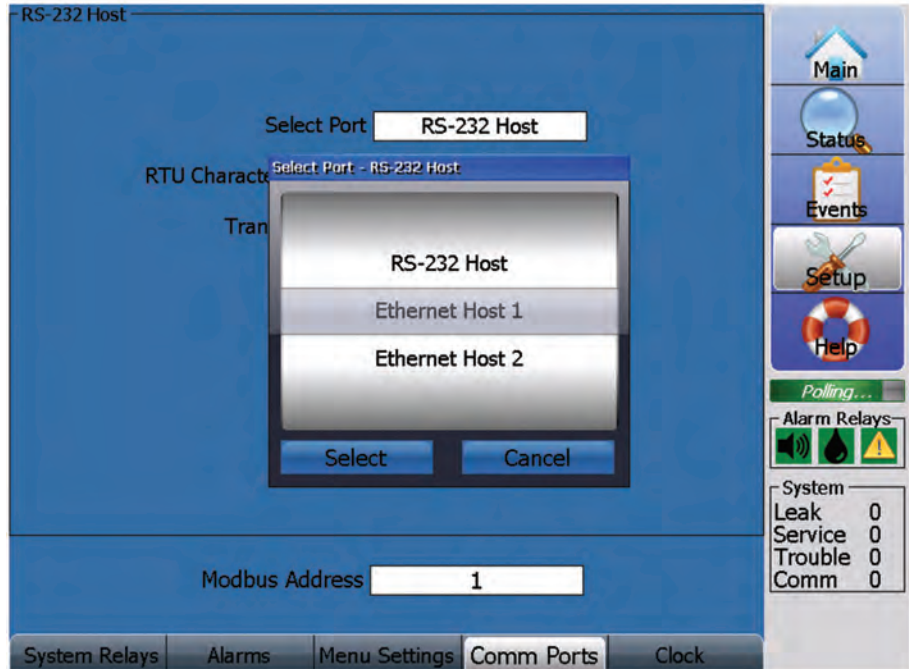 RS-232 Host
Select Port RS-232 Host
RTU Characte
Tran
Select Port - RS-232 Host
RS-232 Host
Ethernet Host 1
Ethernet Host 2
Select Cancel
Modbus Address 1
System Relays Alarms Menu Settings Comm Ports Clock
Main
Status
Events
Setup
Help
Polling...
Alarm Relays
System
Leak 0
Service 0
Trouble 0
Comm 0